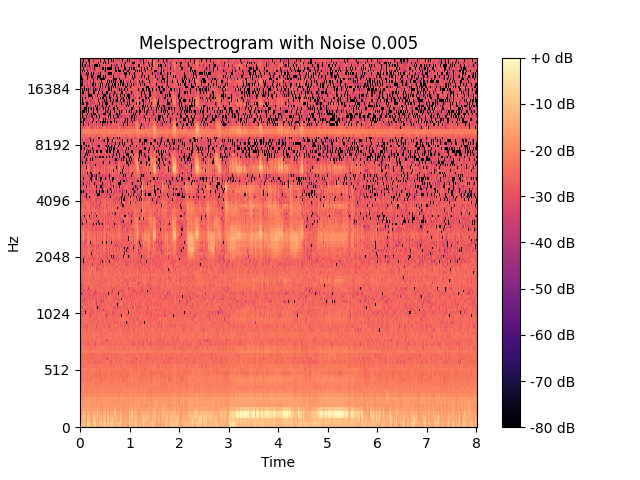 Melspectrogram with Noise 0.005
Hz
16384
8192
4096
2048
1024
512
0
0 1 2 3 4 5 6 7 8
Time
+0 dB
-10 dB
-20 dB
-30 dB
-40 dB
-50 dB
-60 dB
-70 dB
-80 dB